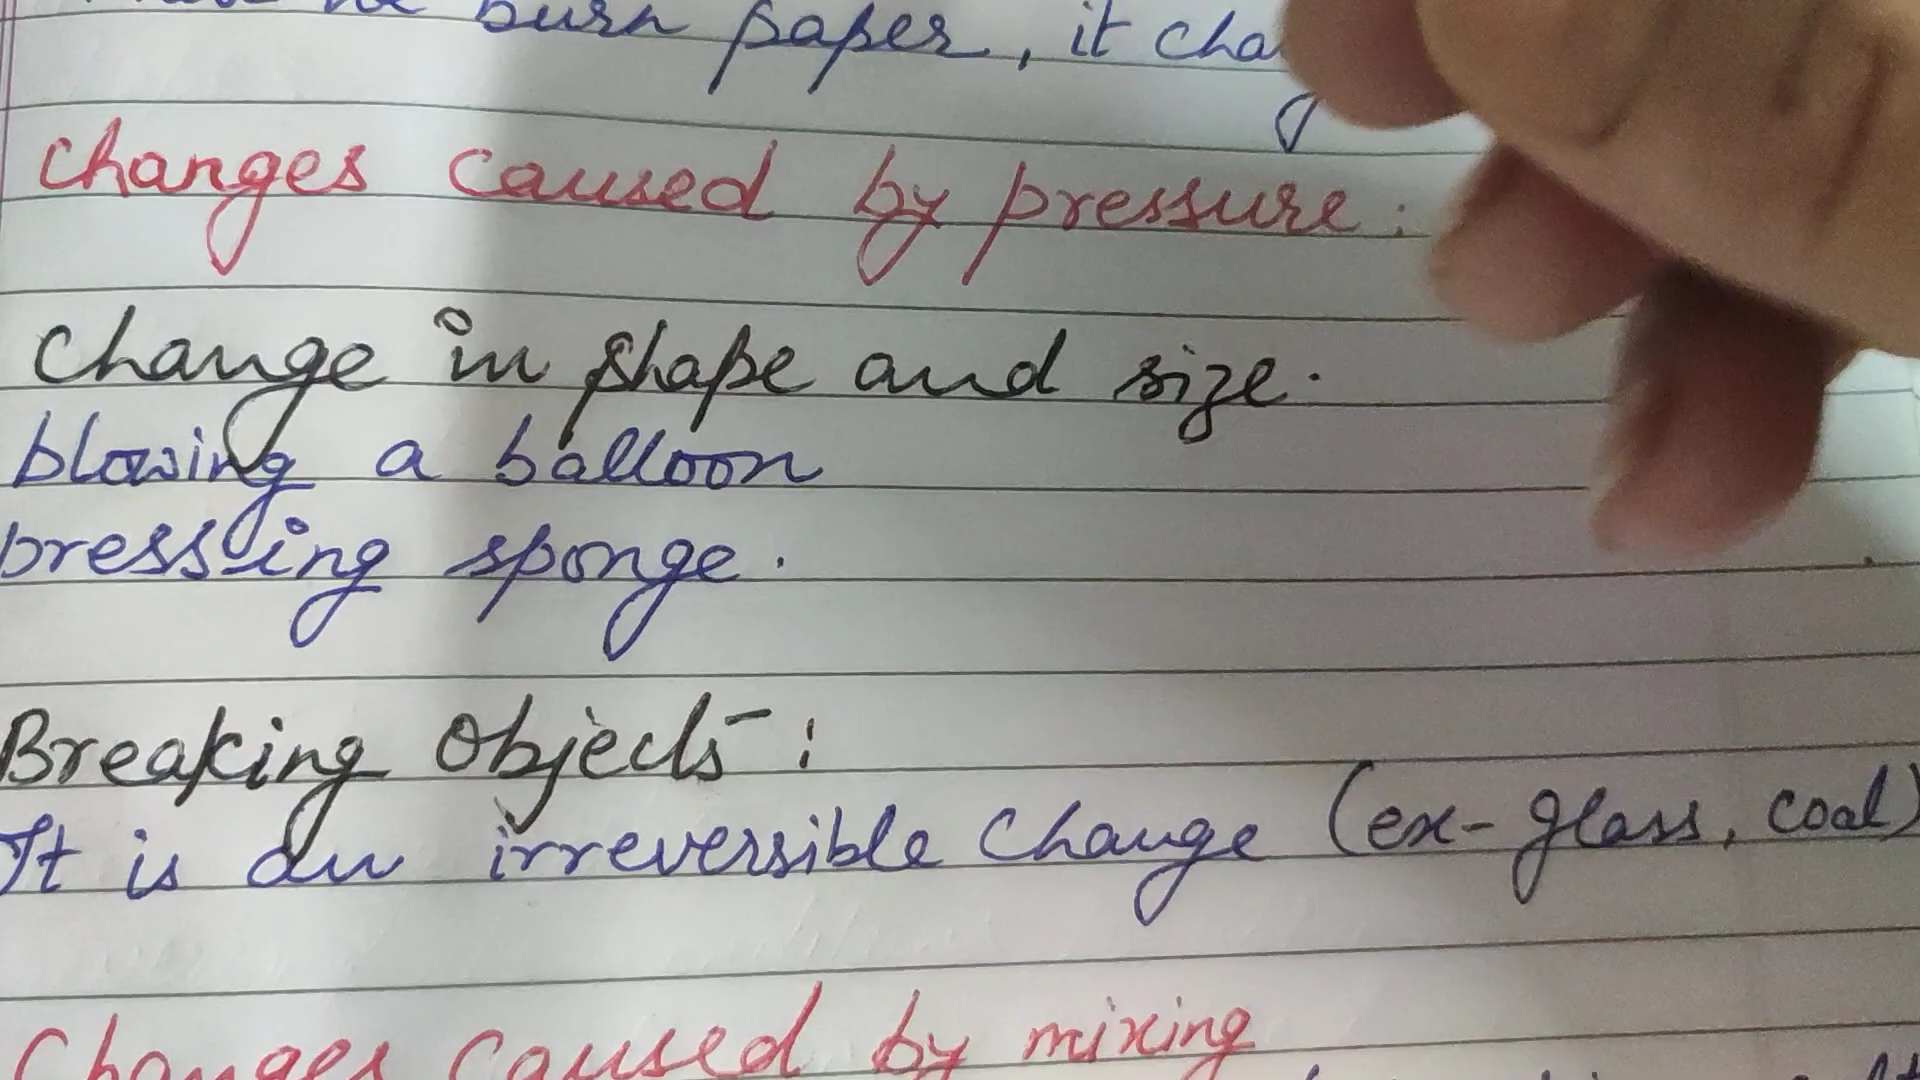 burn paper, it
Changes caused by pressure:
Change in shape and size.
blowing a balloon
pressing sponge.
Breaking Objects-:
It is an irreversible change (ex-glass, coal)
Changes caused by mixing